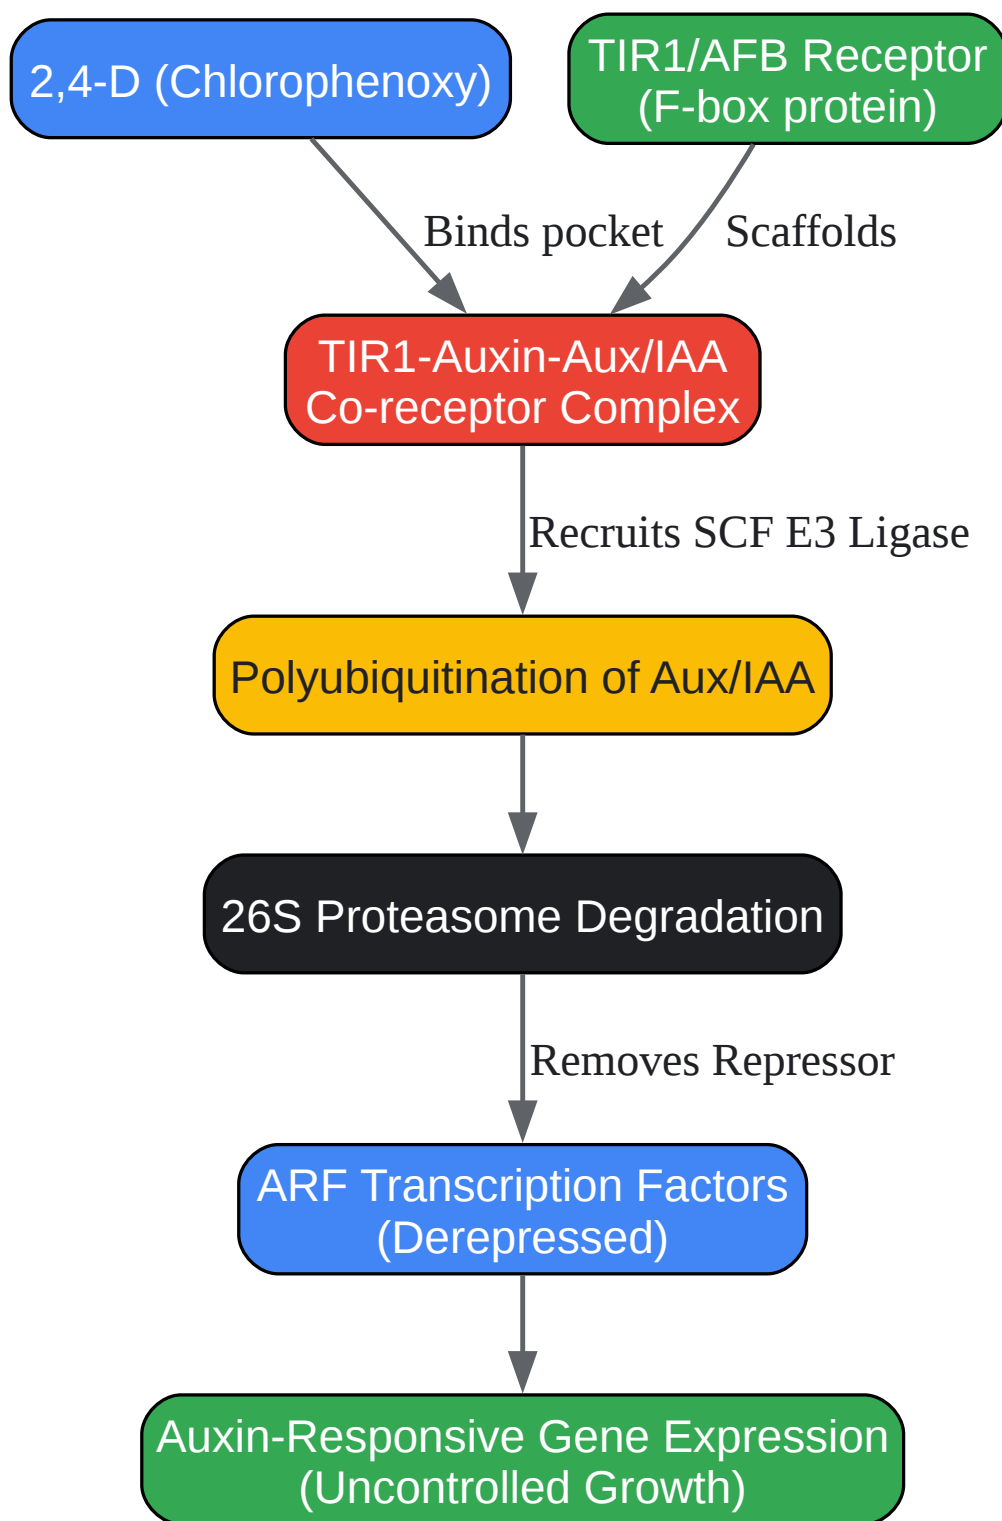 2,4-D (Chlorophenoxy)
TIR1/AFB Receptor
(F-box protein)
Binds pocket
Scaffolds
TIR1-Auxin-Aux/IAA
Co-receptor Complex
Recruits SCF E3 Ligase
Polyubiquitination of Aux/IAA
26S Proteasome Degradation
Removes Repressor
ARF Transcription Factors
(Derepressed)
Auxin-Responsive Gene Expression
(Uncontrolled Growth)